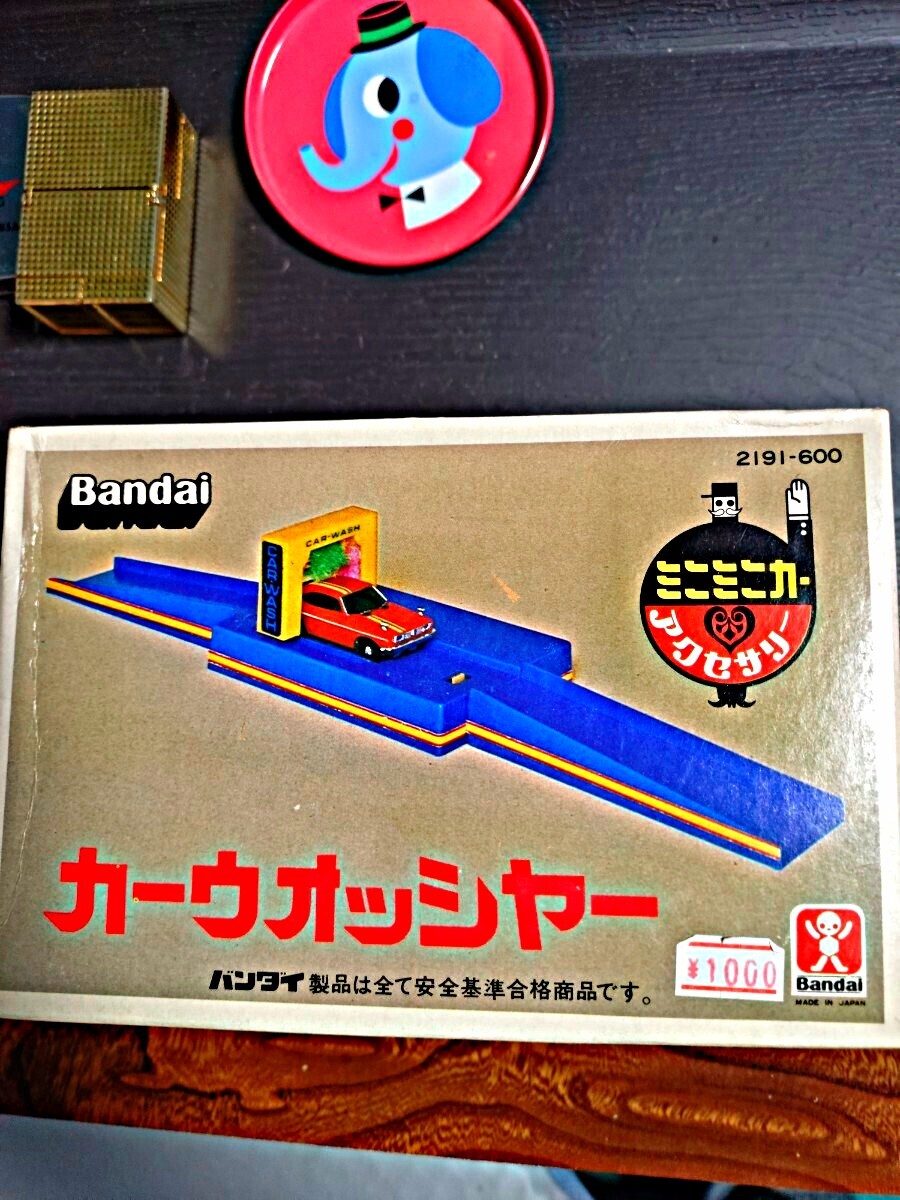 2191-600
Bandai
CAR-WASH
CAR-WASH
ミニミニカー
アクセサリー
カーウオッシャー
バンダイ製品は全て安全基準合格商品です。
¥1000
Bandai
MADE IN JAPAN